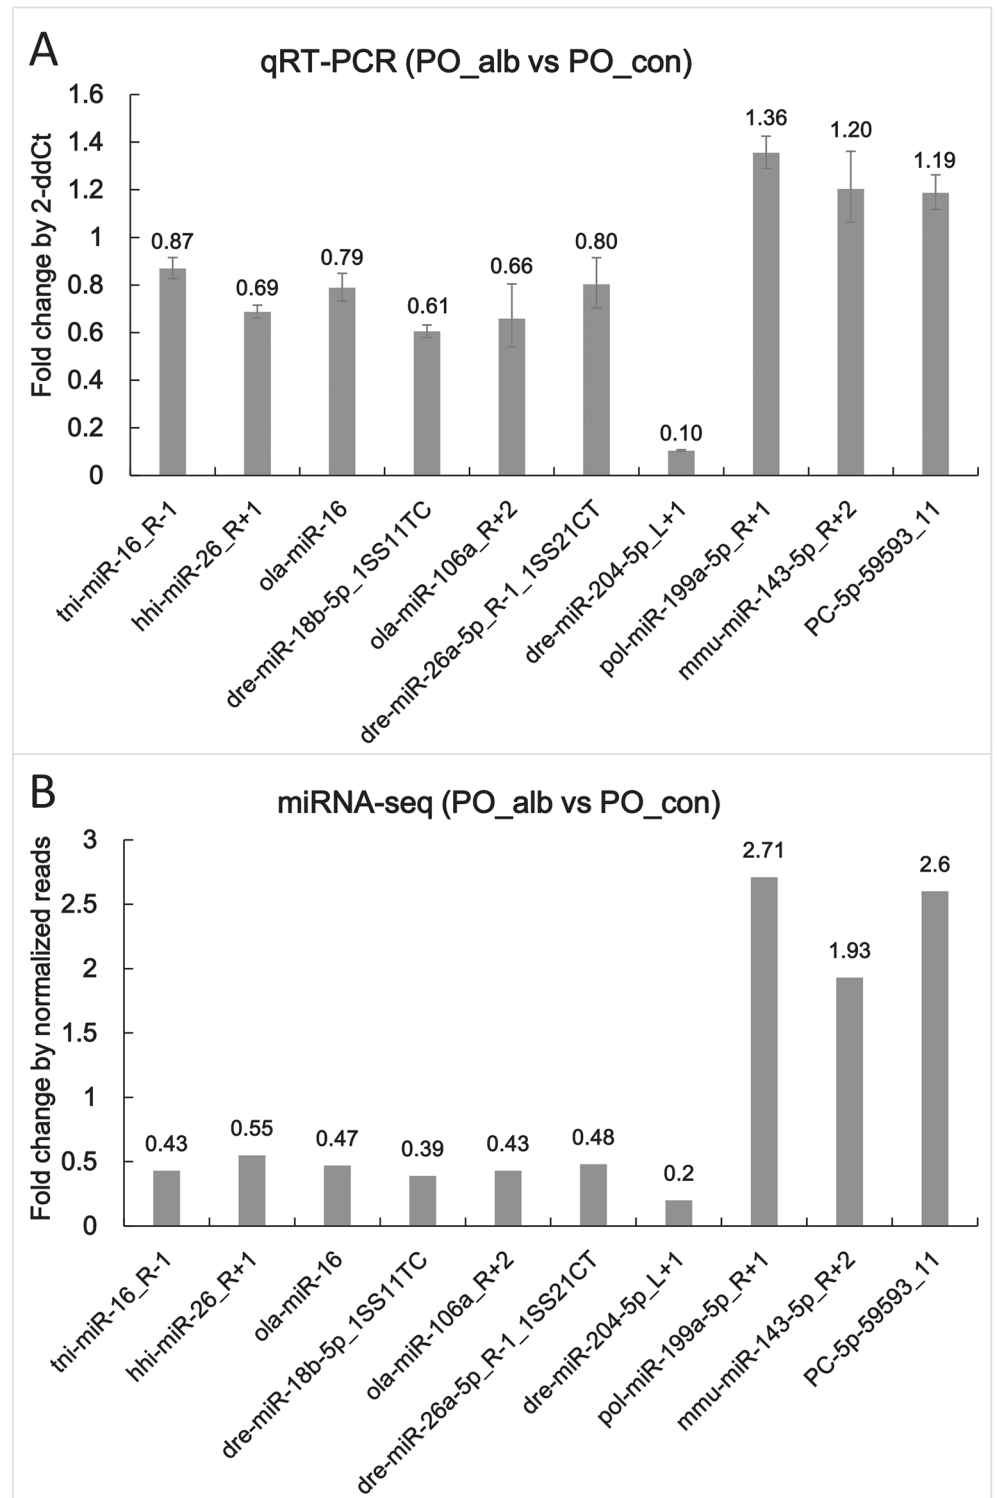 A
qRT-PCR (PO_alb vs PO_con)
Fold change by 2-ddCt
1.6
1.4
1.2
1
0.8
0.6
0.4
0.2
0
0.87
0.69
0.79
0.61
0.66
0.80
0.10
1.36
1.20
1.19
tni-miR-16_R-1
hhi-miR-26_R+1
ola-miR-16
dre-miR-18b-5p_1SS11TC
ola-miR-106a_R+2
dre-miR-26a-5p_R-1_1SS21CT
dre-miR-204-5p_L+1
pol-miR-199a-5p_R+1
mmu-miR-143-5p_R+2
PC-5p-59593_11
B
miRNA-seq (PO_alb vs PO_con)
Fold change by normalized reads
3
2.5
2
1.5
1
0.5
0
0.43
0.55
0.47
0.39
0.43
0.48
0.2
2.71
1.93
2.6
tni-miR-16_R-1
hhi-miR-26_R+1
ola-miR-16
dre-miR-18b-5p_1SS11TC
ola-miR-106a_R+2
dre-miR-26a-5p_R-1_1SS21CT
dre-miR-204-5p_L+1
pol-miR-199a-5p_R+1
mmu-miR-143-5p_R+2
PC-5p-59593_11